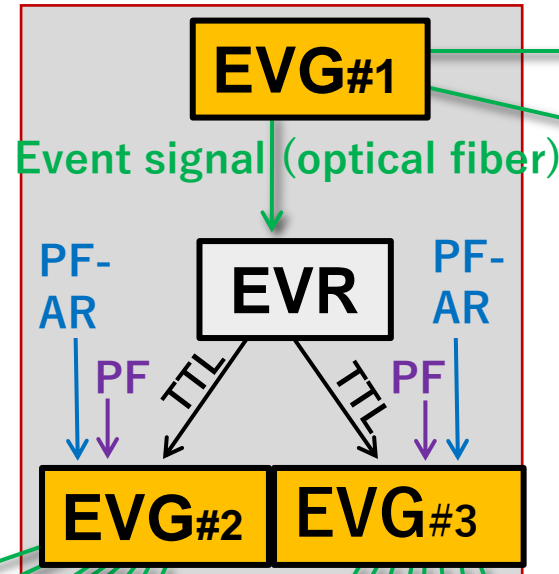 EVG#1
Event signal (optical fiber)
PF-
AR
EVR
PF-
AR
PF
TTL
TTL
PF
EVG#2
EVG#3